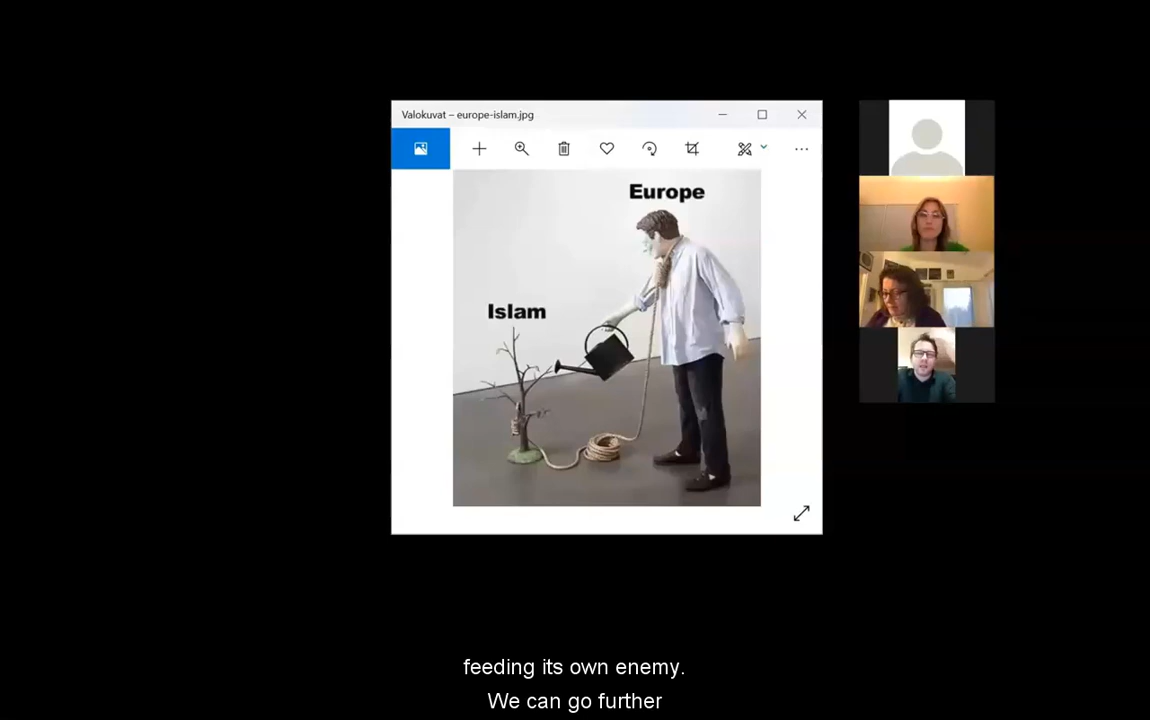 Valokuvat – europe-islam.jpg
Europe
Islam
feeding its own enemy.
We can go further